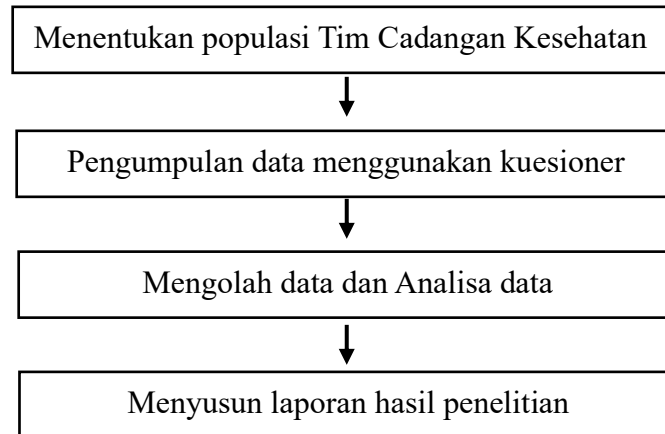 Menentukan populasi Tim Cadangan Kesehatan
Pengumpulan data menggunakan kuesioner
Mengolah data dan Analisa data
Menyusun laporan hasil penelitian